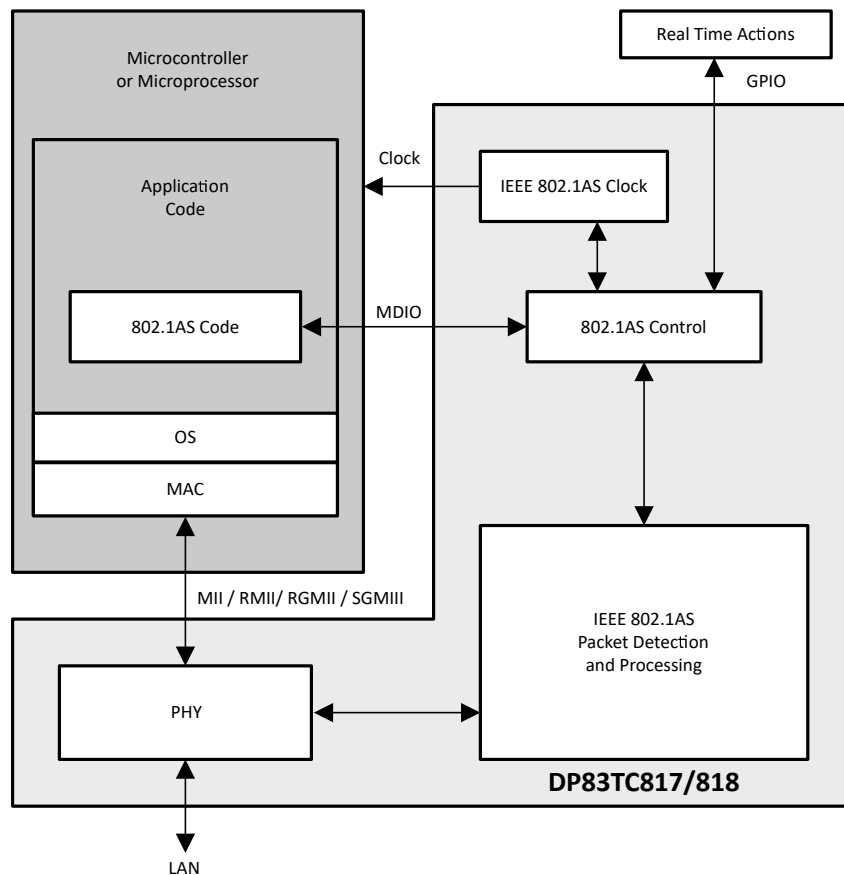 Microcontroller
or Microprocessor
Real Time Actions
GPIO
Application
Code
Clock
IEEE 802.1AS Clock
802.1AS Code
MDIO
802.1AS Control
OS
MAC
MII / RMII/ RGMII / SGMIII
IEEE 802.1AS
Packet Detection
and Processing
PHY
DP83TC817/818
LAN